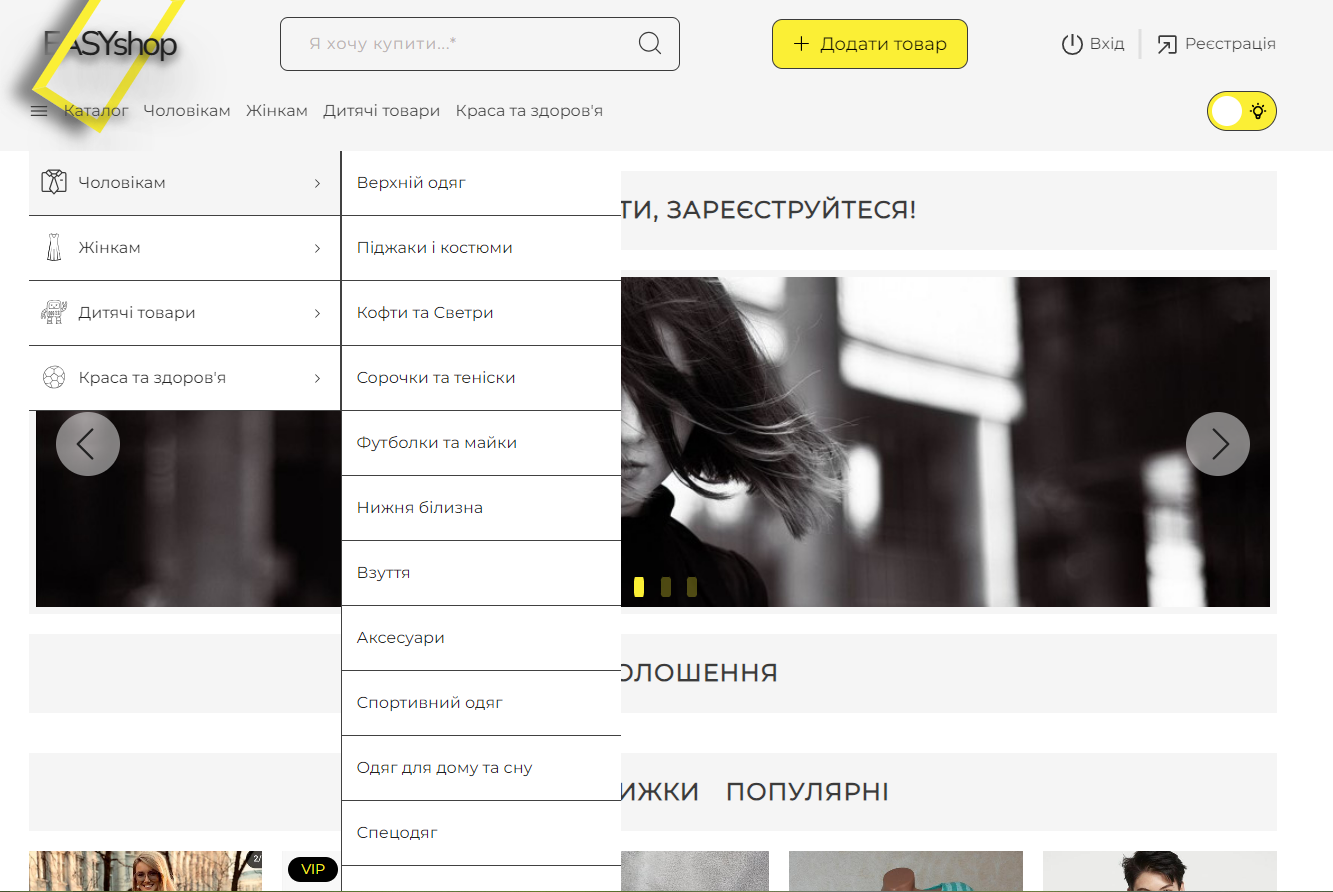 EASYshop
Я хочу купити...*
Додати товар
Вхід
Реєстрація
Каталог
Чоловікам
Жінкам
Дитячі товари
Краса та здоров'я
Чоловікам
Жінкам
Дитячі товари
Краса та здоров'я
Верхній одяг
Піджаки і костюми
Кофти та Светри
Сорочки та теніски
Футболки та майки
Нижня білизна
Взуття
Аксесуари
Спортивний одяг
Одяг для дому та сну
Спецодяг
ТИ, ЗАРЕЄСТРУЙТЕСЯ!
ОЛОШЕННЯ
ИЖКИ ПОПУЛЯРНІ
2/
VIP